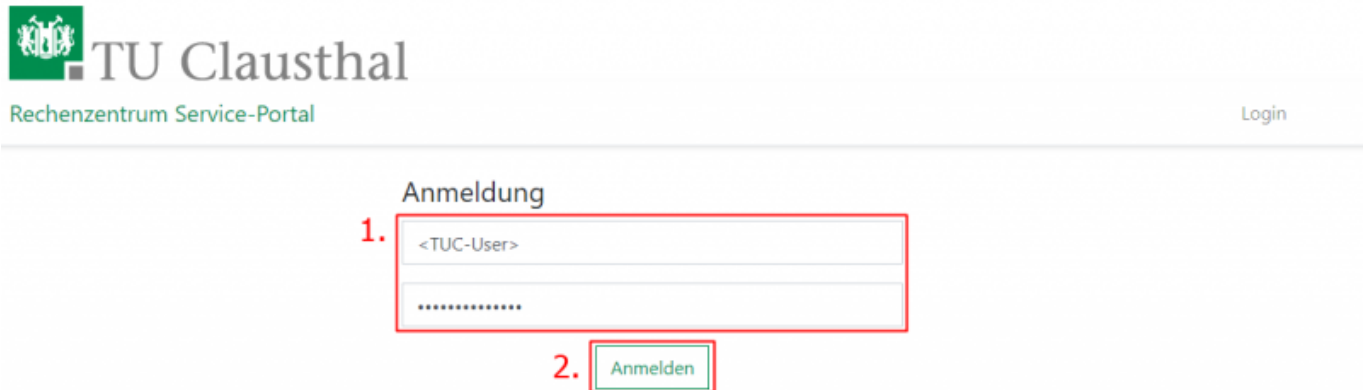 TU Clausthal
Rechenzentrum Service-Portal
Login
Anmeldung
1.
<TUC-User>
••••••••••••••
2.
Anmelden